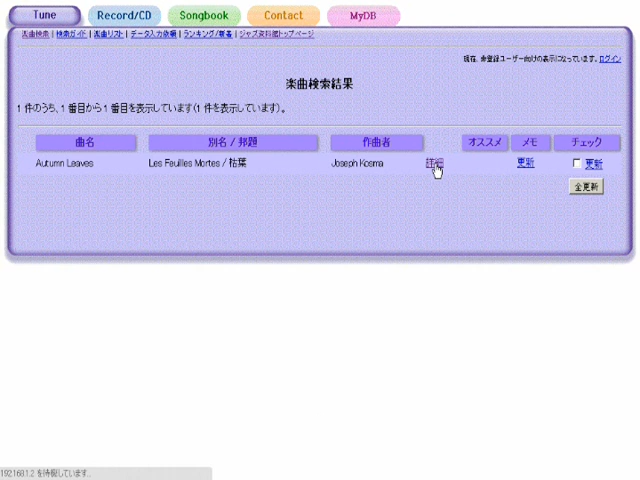 Tune Record/CD Songbook Contact MyDB
楽曲検索 | 検索ガイド | 楽曲リスト | データ入力依頼 | ランキング/新着 | ジャズ資料館トップページ
現在、未登録ユーザー向けの表示になっています。ログイン
楽曲検索結果
1 件のうち、1 番目から 1 番目を表示しています(1 件を表示しています)。
曲名 別名 / 邦題 作曲者 オススメ メモ チェック
Autumn Leaves Les Feuilles Mortes / 枯葉 Joseph Kosma 詳細 更新 更新
全更新
192.168.1.2 を待機しています...